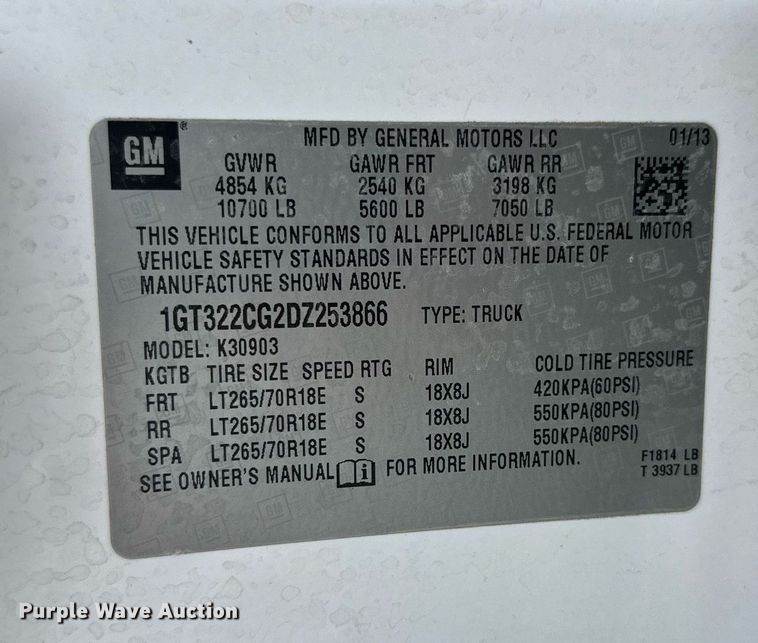 GM ®
MFD BY GENERAL MOTORS LLC 01/13
GVWR GAWR FRT GAWR RR
4854 KG 2540 KG 3198 KG
10700 LB 5600 LB 7050 LB
THIS VEHICLE CONFORMS TO ALL APPLICABLE U.S. FEDERAL MOTOR
VEHICLE SAFETY STANDARDS IN EFFECT ON THE DATE OF
MANUFACTURE SHOWN ABOVE.
1GT322CG2DZ253866 TYPE: TRUCK
MODEL: K30903
KGTB TIRE SIZE SPEED RTG RIM COLD TIRE PRESSURE
FRT LT265/70R18E S 18X8J 420KPA(60PSI)
RR LT265/70R18E S 18X8J 550KPA(80PSI)
SPA LT265/70R18E S 18X8J 550KPA(80PSI)
SEE OWNER'S MANUAL i FOR MORE INFORMATION.
F1814 LB
T 3937 LB
Purple Wave Auction